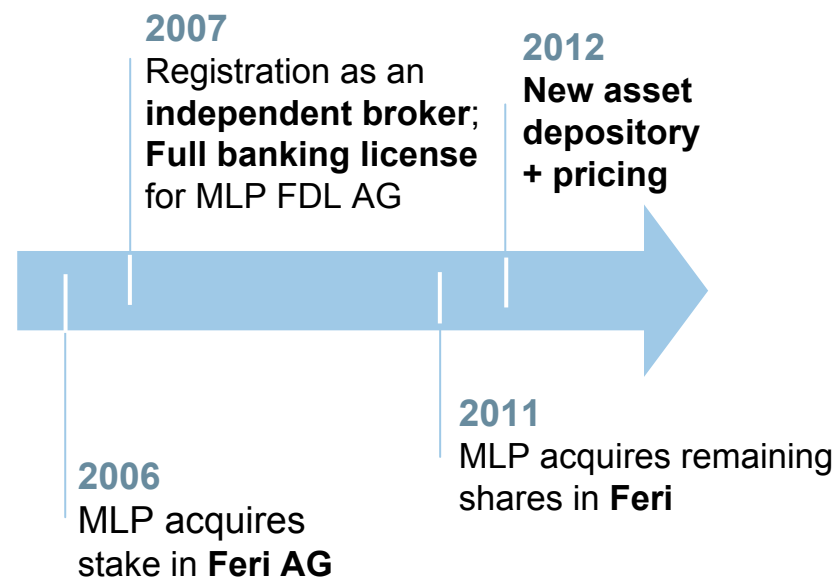 2007
Registration as an
independent broker;
Full banking license
for MLP FDL AG
2012
New asset
depository
+ pricing
2006
MLP acquires
stake in Feri AG
2011
MLP acquires remaining
shares in Feri